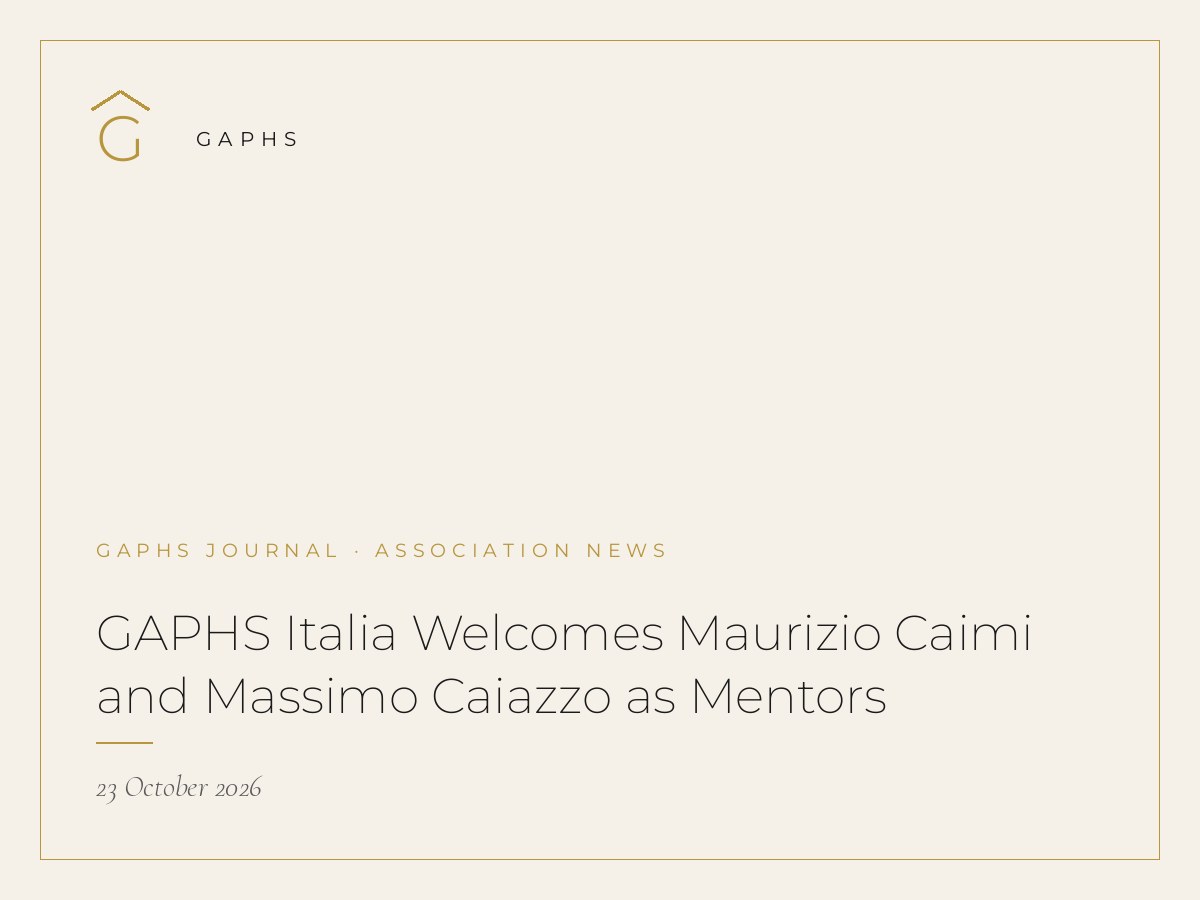 G
GAPHS
GAPHS JOURNAL · ASSOCIATION NEWS
GAPHS Italia Welcomes Maurizio Caimi
and Massimo Caiazzo as Mentors
23 October 2026